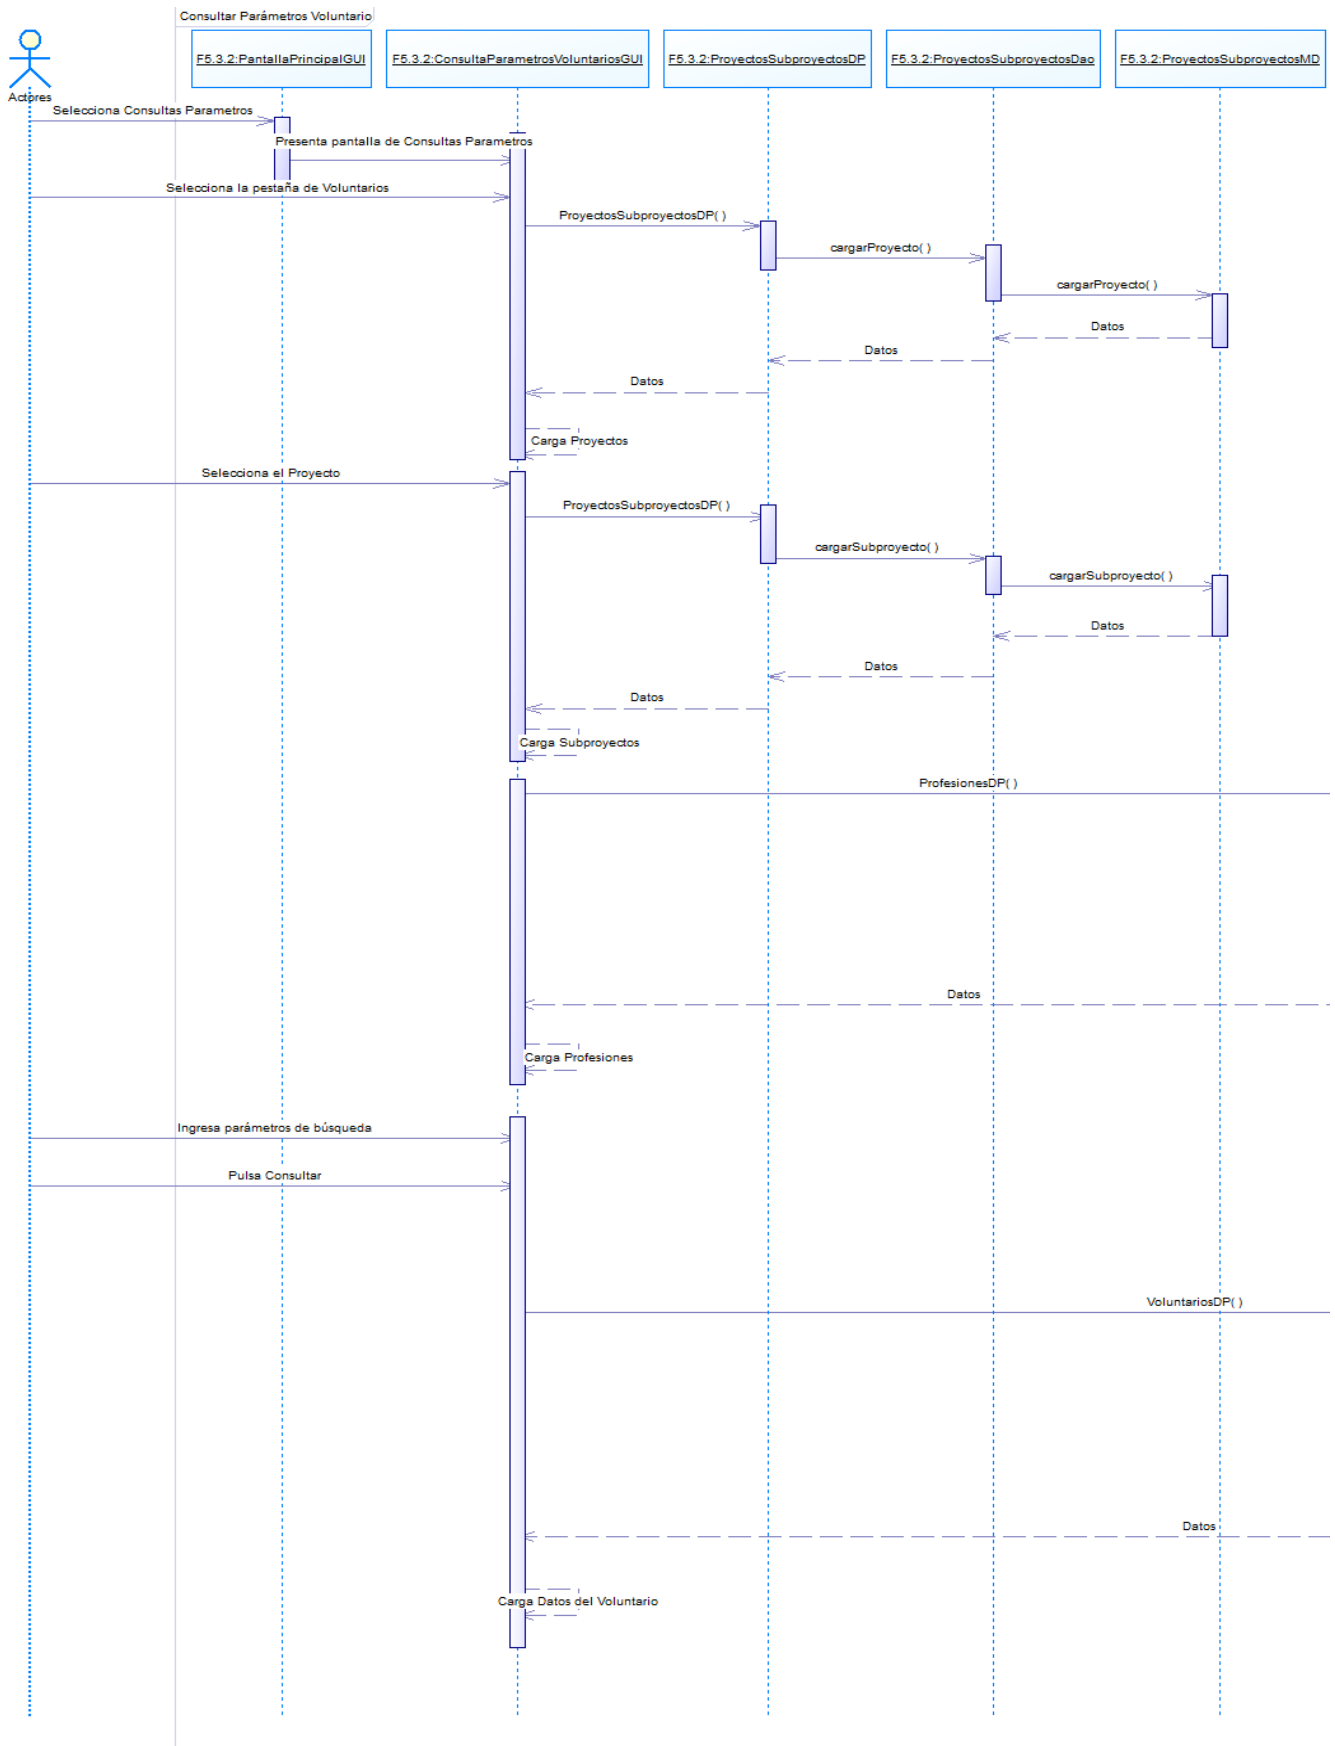 Consultar Parámetros Voluntario
F5.3.2:PantallaPrincipalGUI
F5.3.2:ConsultaParametrosVoluntariosGUI
F5.3.2:ProyectosSubproyectosDP
F5.3.2:ProyectosSubproyectosDao
F5.3.2:ProyectosSubproyectosMD
Actores
Selecciona Consultas Parametros
Presenta pantalla de Consultas Parametros
Selecciona la pestaña de Voluntarios
ProyectosSubproyectosDP( )
cargarProyecto( )
cargarProyecto( )
Datos
Datos
Datos
Carga Proyectos
Selecciona el Proyecto
ProyectosSubproyectosDP( )
cargarSubproyecto( )
cargarSubproyecto( )
Datos
Datos
Datos
Carga Subproyectos
ProfesionesDP( )
Datos
Carga Profesiones
Ingresa parámetros de búsqueda
Pulsa Consultar
VoluntariosDP( )
Datos
Carga Datos del Voluntario